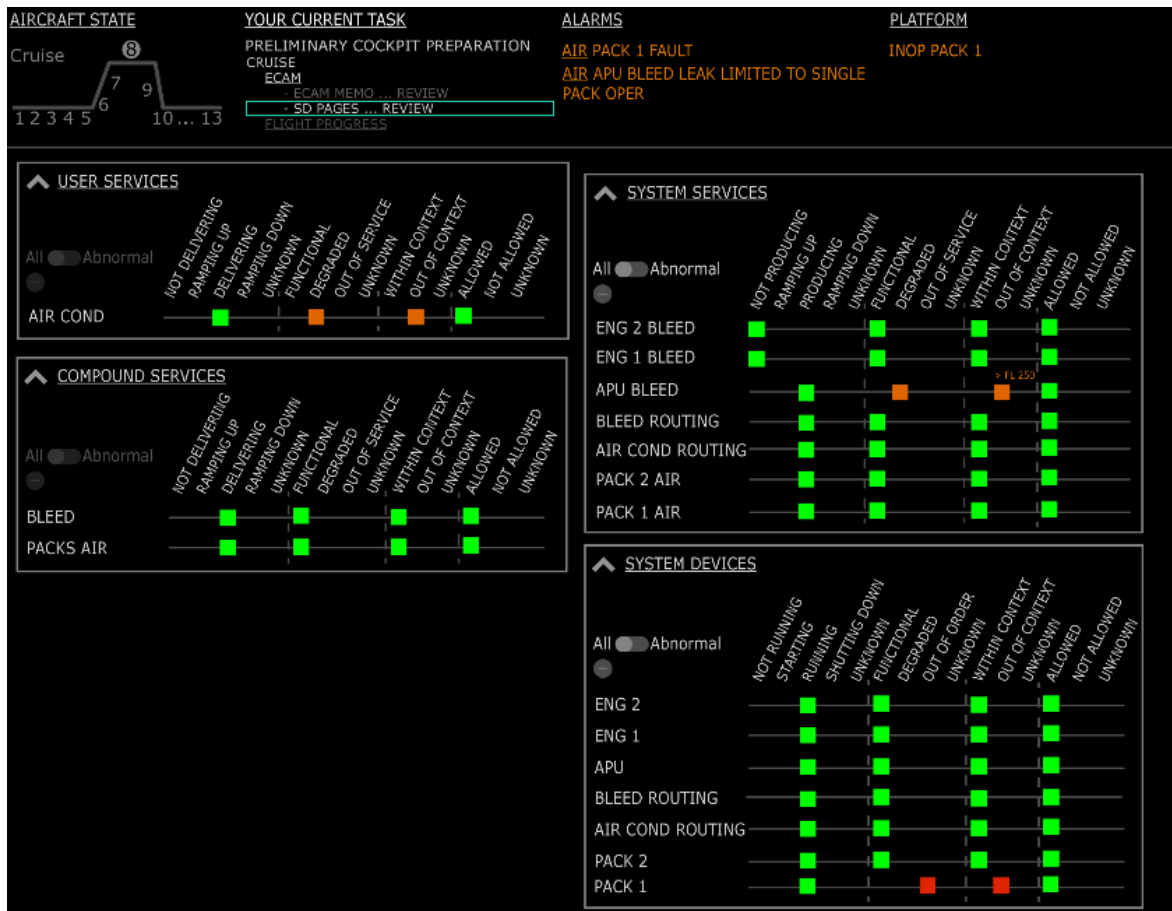 AIRCRAFT STATE
Cruise
8
7
9
6
1 2 3 4 5
10 ... 13
YOUR CURRENT TASK
PRELIMINARY COCKPIT PREPARATION
CRUISE
ECAM
- ECAM MEMO ... REVIEW
- SD PAGES ... REVIEW
FLIGHT PROGRESS
ALARMS
AIR PACK 1 FAULT
AIR APU BLEED LEAK LIMITED TO SINGLE
PACK OPER
PLATFORM
INOP PACK 1
USER SERVICES
All Abnormal
NOT DELIVERING
RAMPING UP
DELIVERING
RAMPING DOWN
UNKNOWN
FUNCTIONAL
DEGRADED
OUT OF SERVICE
UNKNOWN
WITHIN CONTEXT
OUT OF CONTEXT
UNKNOWN
ALLOWED
NOT ALLOWED
UNKNOWN
AIR COND
COMPOUND SERVICES
All Abnormal
NOT DELIVERING
RAMPING UP
DELIVERING
RAMPING DOWN
UNKNOWN
FUNCTIONAL
DEGRADED
OUT OF SERVICE
UNKNOWN
WITHIN CONTEXT
OUT OF CONTEXT
UNKNOWN
ALLOWED
NOT ALLOWED
UNKNOWN
BLEED
PACKS AIR
SYSTEM SERVICES
All Abnormal
NOT PRODUCING
RAMPING UP
PRODUCING
RAMPING DOWN
UNKNOWN
FUNCTIONAL
DEGRADED
OUT OF SERVICE
UNKNOWN
WITHIN CONTEXT
OUT OF CONTEXT
UNKNOWN
ALLOWED
NOT ALLOWED
UNKNOWN
ENG 2 BLEED
ENG 1 BLEED
> FL 250
APU BLEED
BLEED ROUTING
AIR COND ROUTING
PACK 2 AIR
PACK 1 AIR
SYSTEM DEVICES
All Abnormal
NOT RUNNING
STARTING
RUNNING
SHUTTING DOWN
UNKNOWN
FUNCTIONAL
DEGRADED
OUT OF ORDER
UNKNOWN
WITHIN CONTEXT
OUT OF CONTEXT
UNKNOWN
ALLOWED
NOT ALLOWED
UNKNOWN
ENG 2
ENG 1
APU
BLEED ROUTING
AIR COND ROUTING
PACK 2
PACK 1